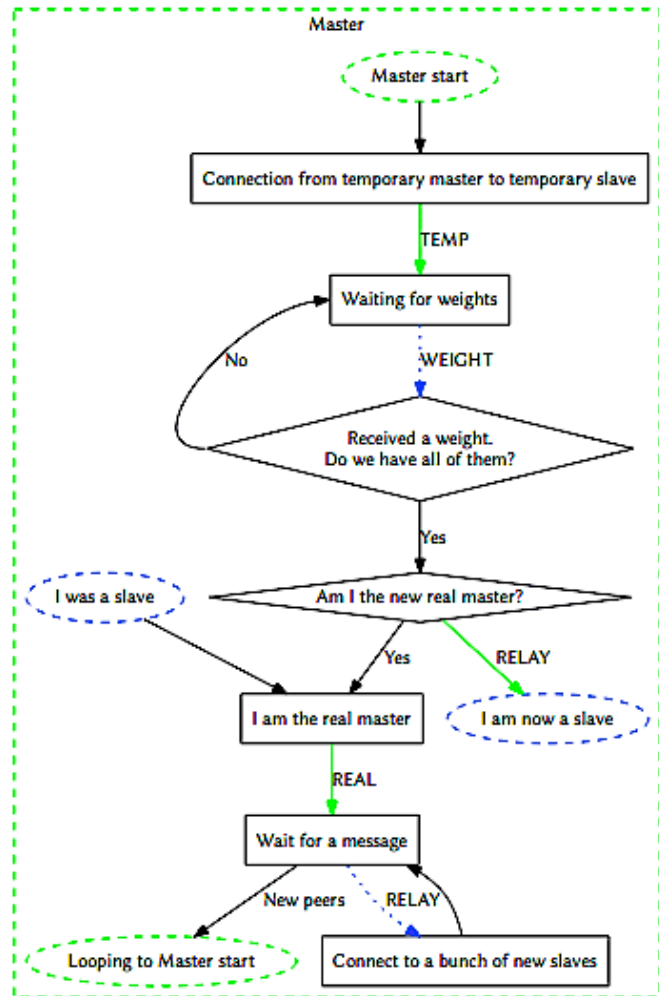 Master
Master start
Connection from temporary master to temporary slave
TEMP
Waiting for weights
No
WEIGHT
Received a weight.
Do we have all of them?
Yes
I was a slave
Am I the new real master?
Yes
RELAY
I am the real master
I am now a slave
REAL
Wait for a message
New peers
RELAY
Looping to Master start
Connect to a bunch of new slaves